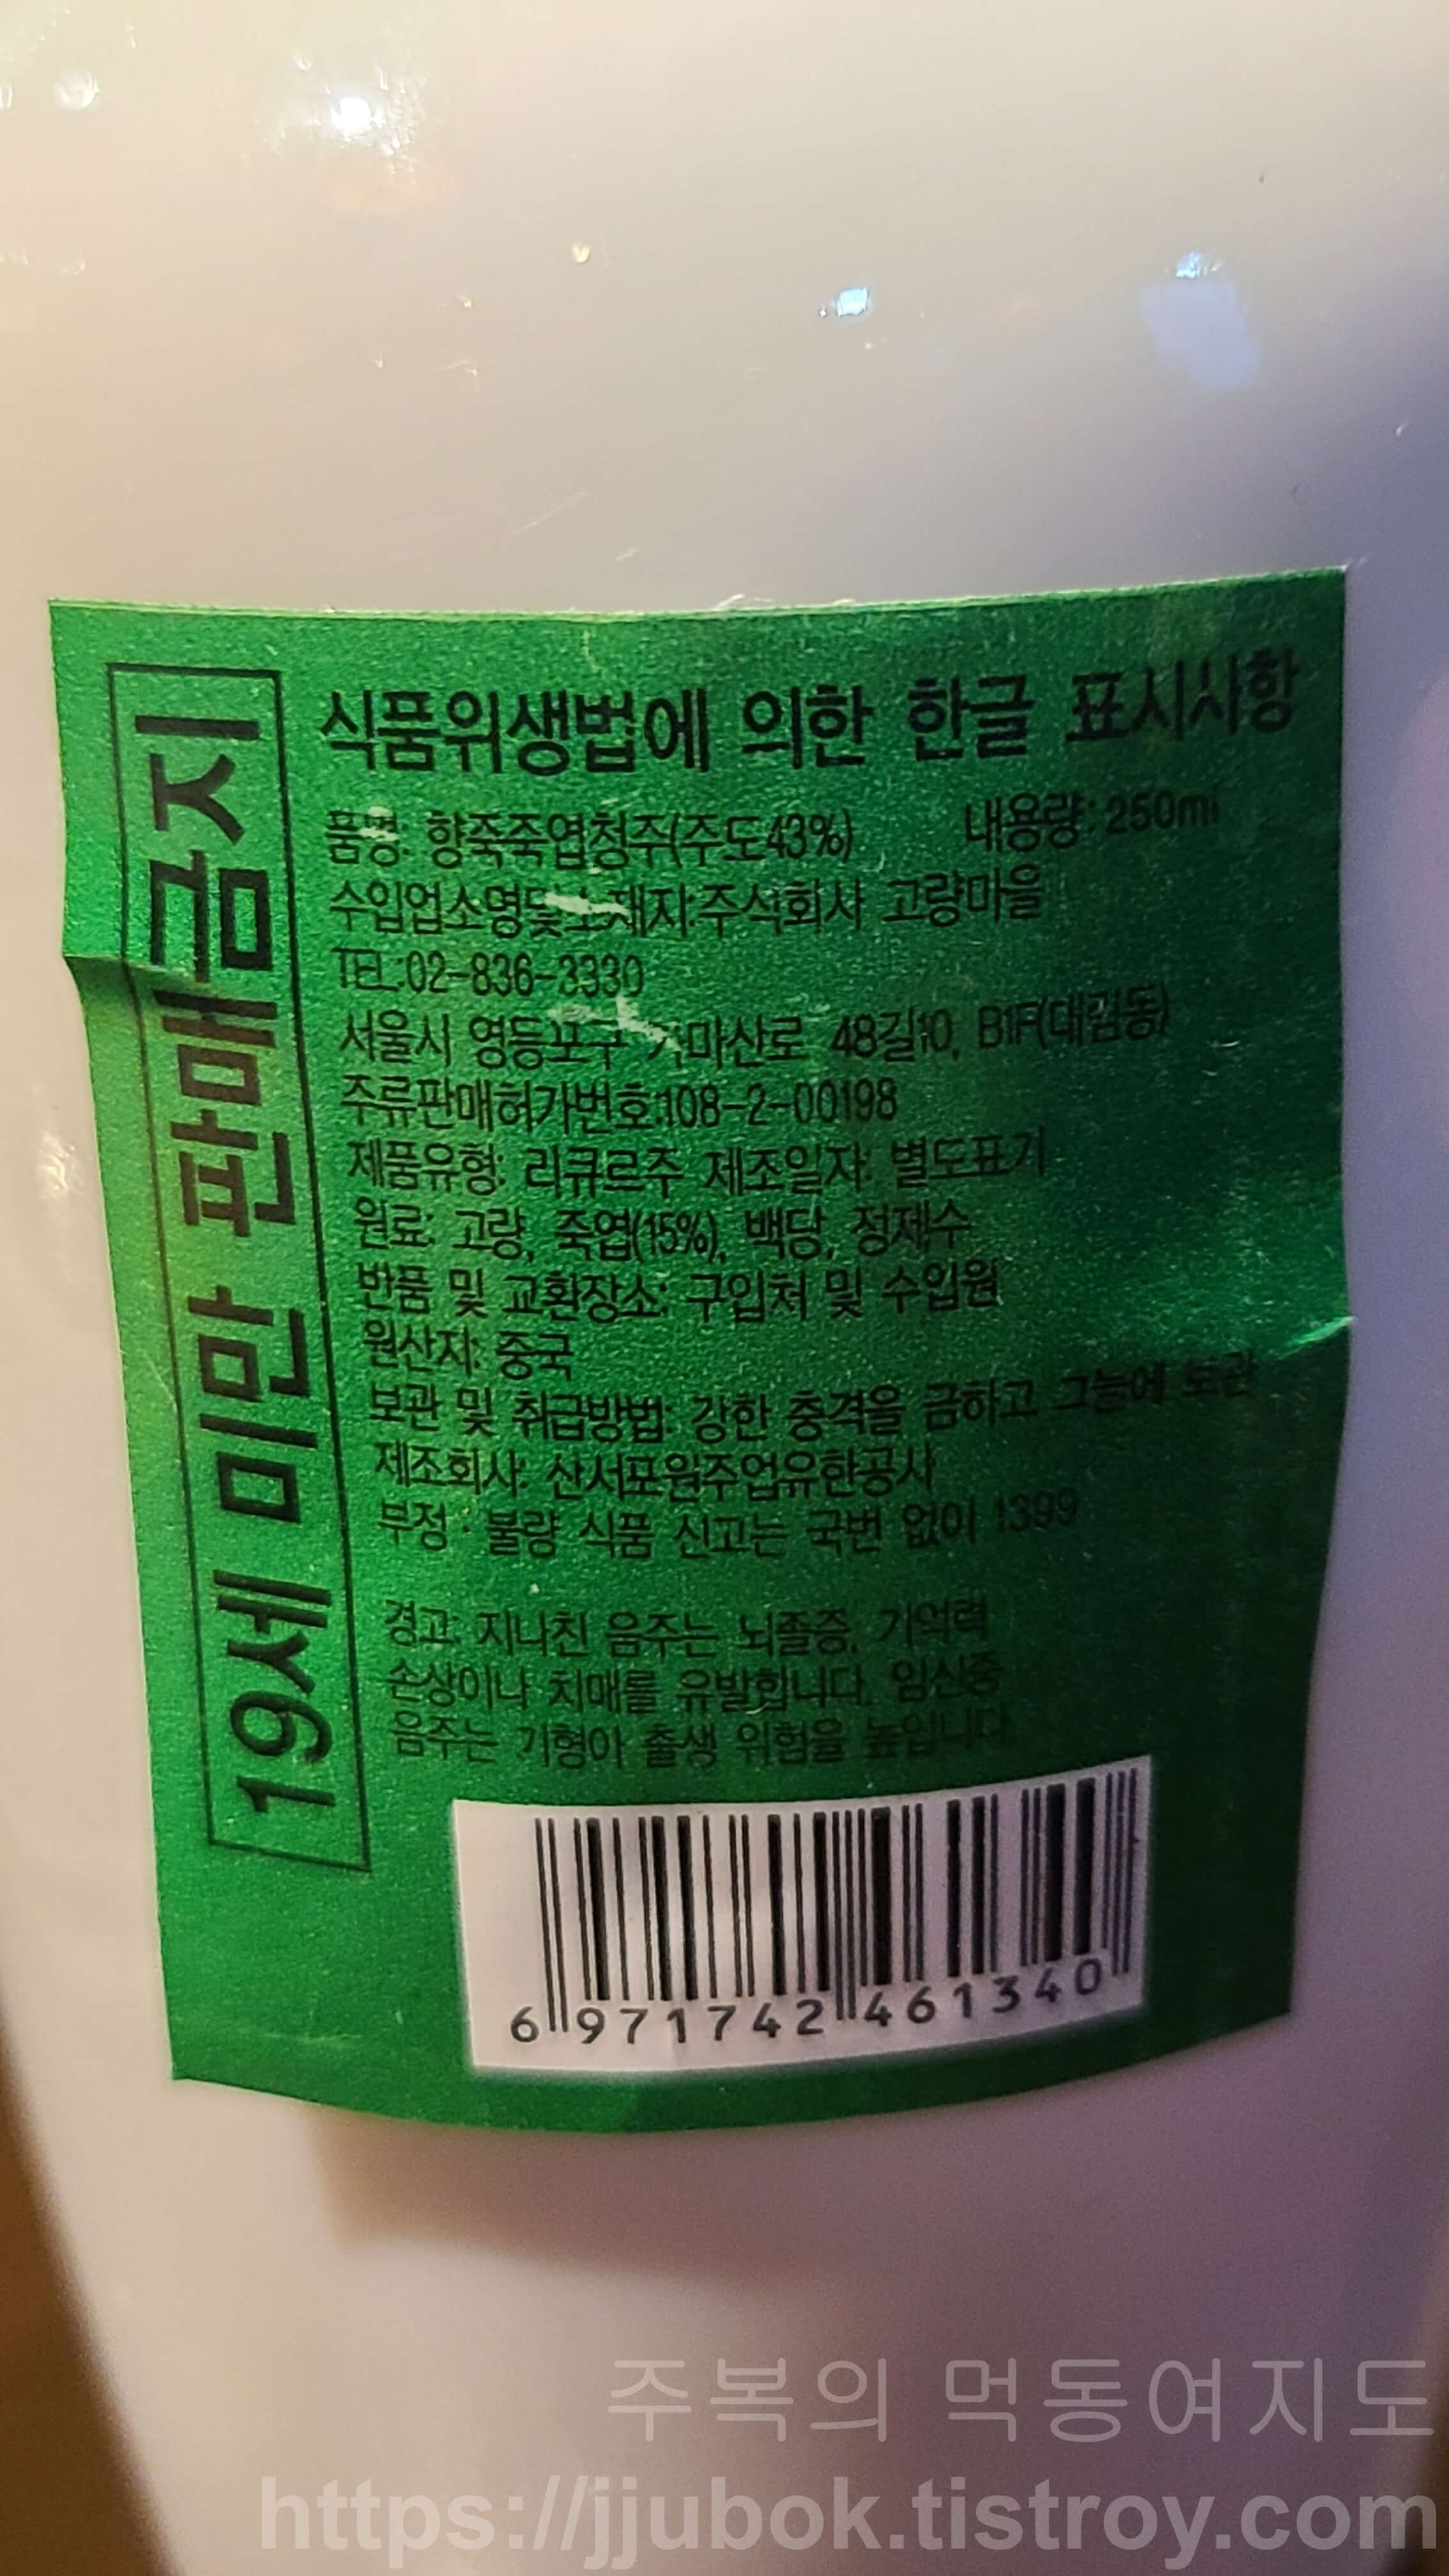 19세 미만 판매금지
식품위생법에 의한 한글 표시사항
품명: 향죽죽엽청주(주도43%) 내용량:250ml
수입업소명및소재지:주식회사 고량마을
TEL:02-836-3330
서울시 영등포구 가마산로 48길10, B1F(대림동)
주류판매허가번호:108-2-00198
제품유형: 리큐르주 제조일자: 별도표기
원료: 고량, 죽엽(15%), 백당, 정제수
반품 및 교환장소: 구입처 및 수입원
원산지: 중국
보관 및 취급방법: 강한 충격을 금하고 그늘에 보관
제조회사: 산서포원주업유한공사
부정·불량 식품 신고는 국번 없이 1399
경고: 지나친 음주는 뇌졸증, 기억력
손상이나 치매를 유발합니다. 임신중
음주는 기형아 출생 위험을 높입니다.
6 971742 461340
주복의 먹동여지도
https://jjubok.tistroy.com